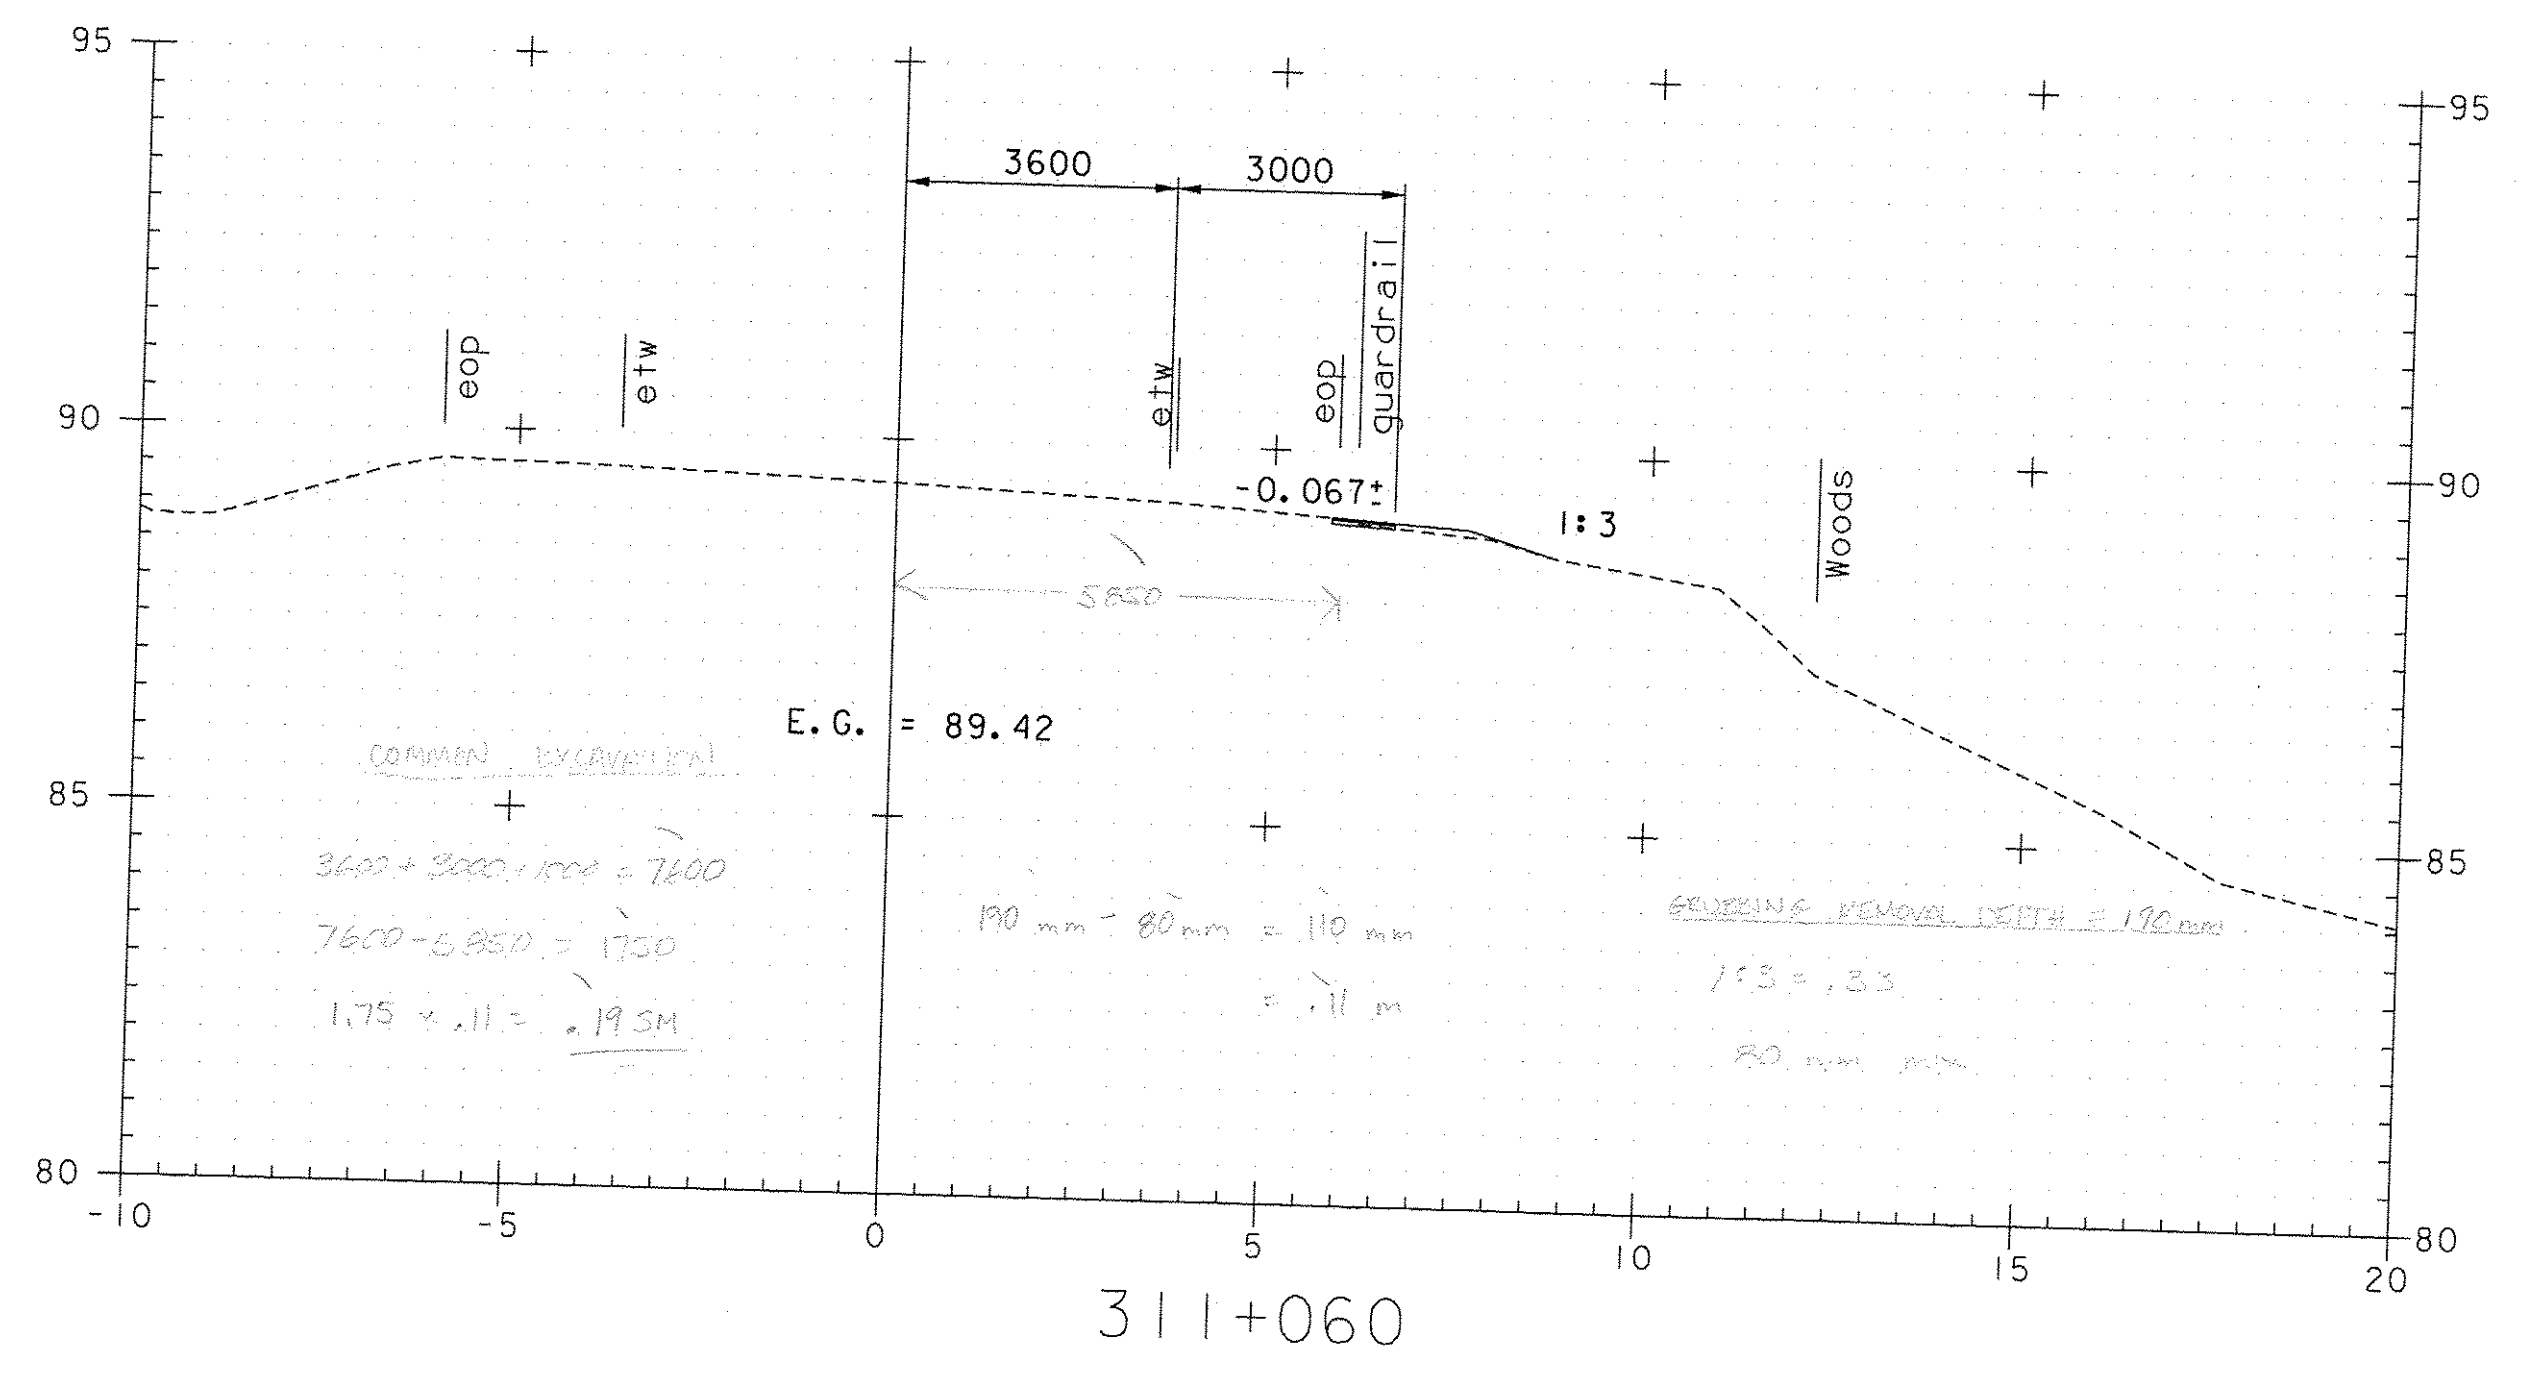 95
95
3600 3000
guardrail
eop
etw
etw
eop
90
-0.067±
1:3
Woods
90
5850
E.G. = 89.42
COMMON EXCAVATION
85
85
3600 + 3000 + 1000 = 7600
190 mm - 80 mm = 110 mm
GRUBBING REMOVAL DEPTH = 190 mm
7600 - 5850 = 1750
1:3 = .33
1.75 x .11 = .19 SM
= .11 m
80 mm
80
80
-10 -5 0 5 10 15 20
311+060